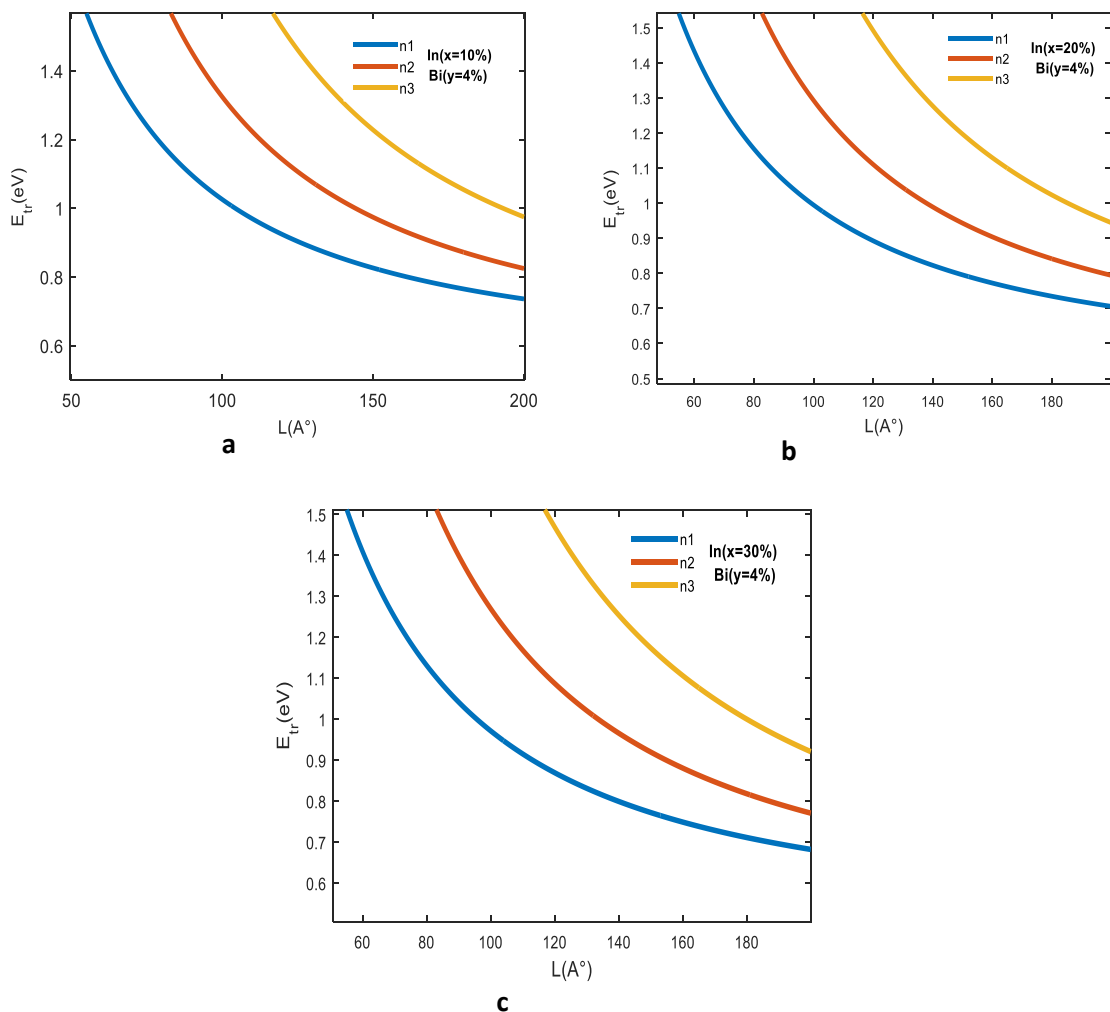 E_tr(eV)
1.4
1.2
1
0.8
0.6
n1
n2
n3
In(x=10%)
Bi(y=4%)
50
100
150
200
L(A°)
a
E_tr(eV)
1.5
1.4
1.3
1.2
1.1
1
0.9
0.8
0.7
0.6
0.5
n1
n2
n3
In(x=20%)
Bi(y=4%)
60
80
100
120
140
160
180
L(A°)
b
E_tr(eV)
1.5
1.4
1.3
1.2
1.1
1
0.9
0.8
0.7
0.6
n1
n2
n3
In(x=30%)
Bi(y=4%)
60
80
100
120
140
160
180
L(A°)
c